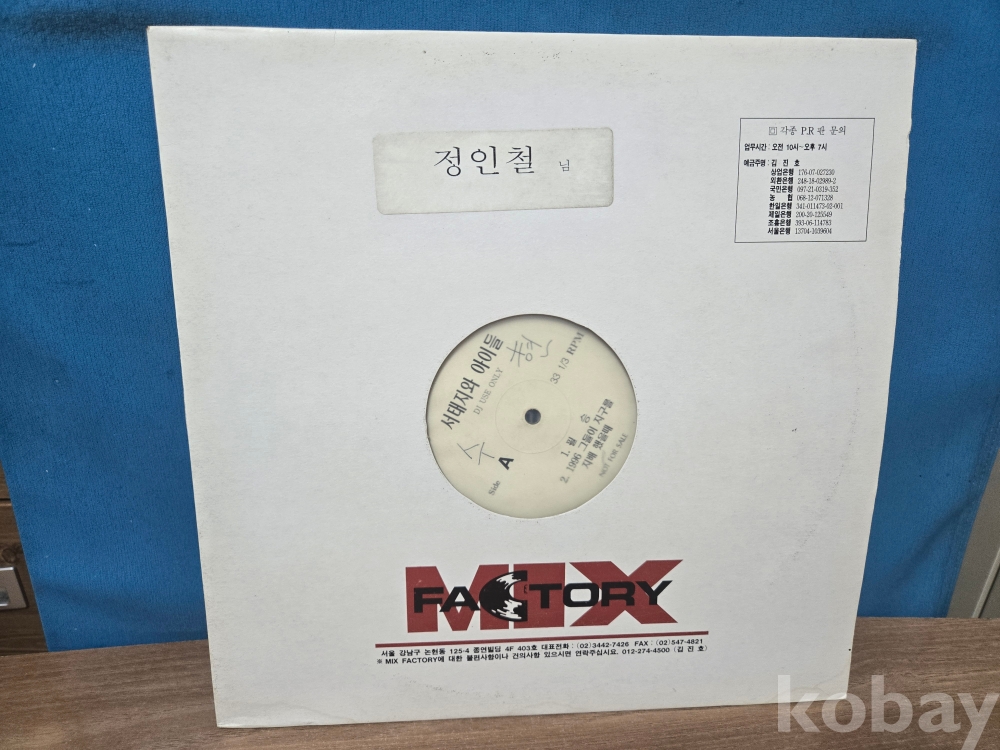 정인철 님
▣ 각종 P.R 판 문의
업무시간 : 오전 10시~오후 7시
예금주명 : 김 진 호
상업은행 176-07-027230
외환은행 248-18-02989-2
국민은행 097-21-0319-352
농 협 068-12-071328
한일은행 341-011473-02-001
제일은행 200-20-125549
조흥은행 393-06-114783
서울은행 13704-1039604
서태지와 아이들
DJ USE ONLY
33 1/3 RPM
Side A
1. 필 승
2. 1996 그들이 지구를
지배 했을때
NOT FOR SALE
MIX
FACTORY
서울 강남구 논현동 125-4 종연빌딩 4F 403호 대표전화 : (02)3442-7426 FAX : (02)547-4821
※ MIX FACTORY에 대한 불편사항이나 건의사항 있으시면 연락주십시요. 012-274-4500 (김 진 호)
kobay